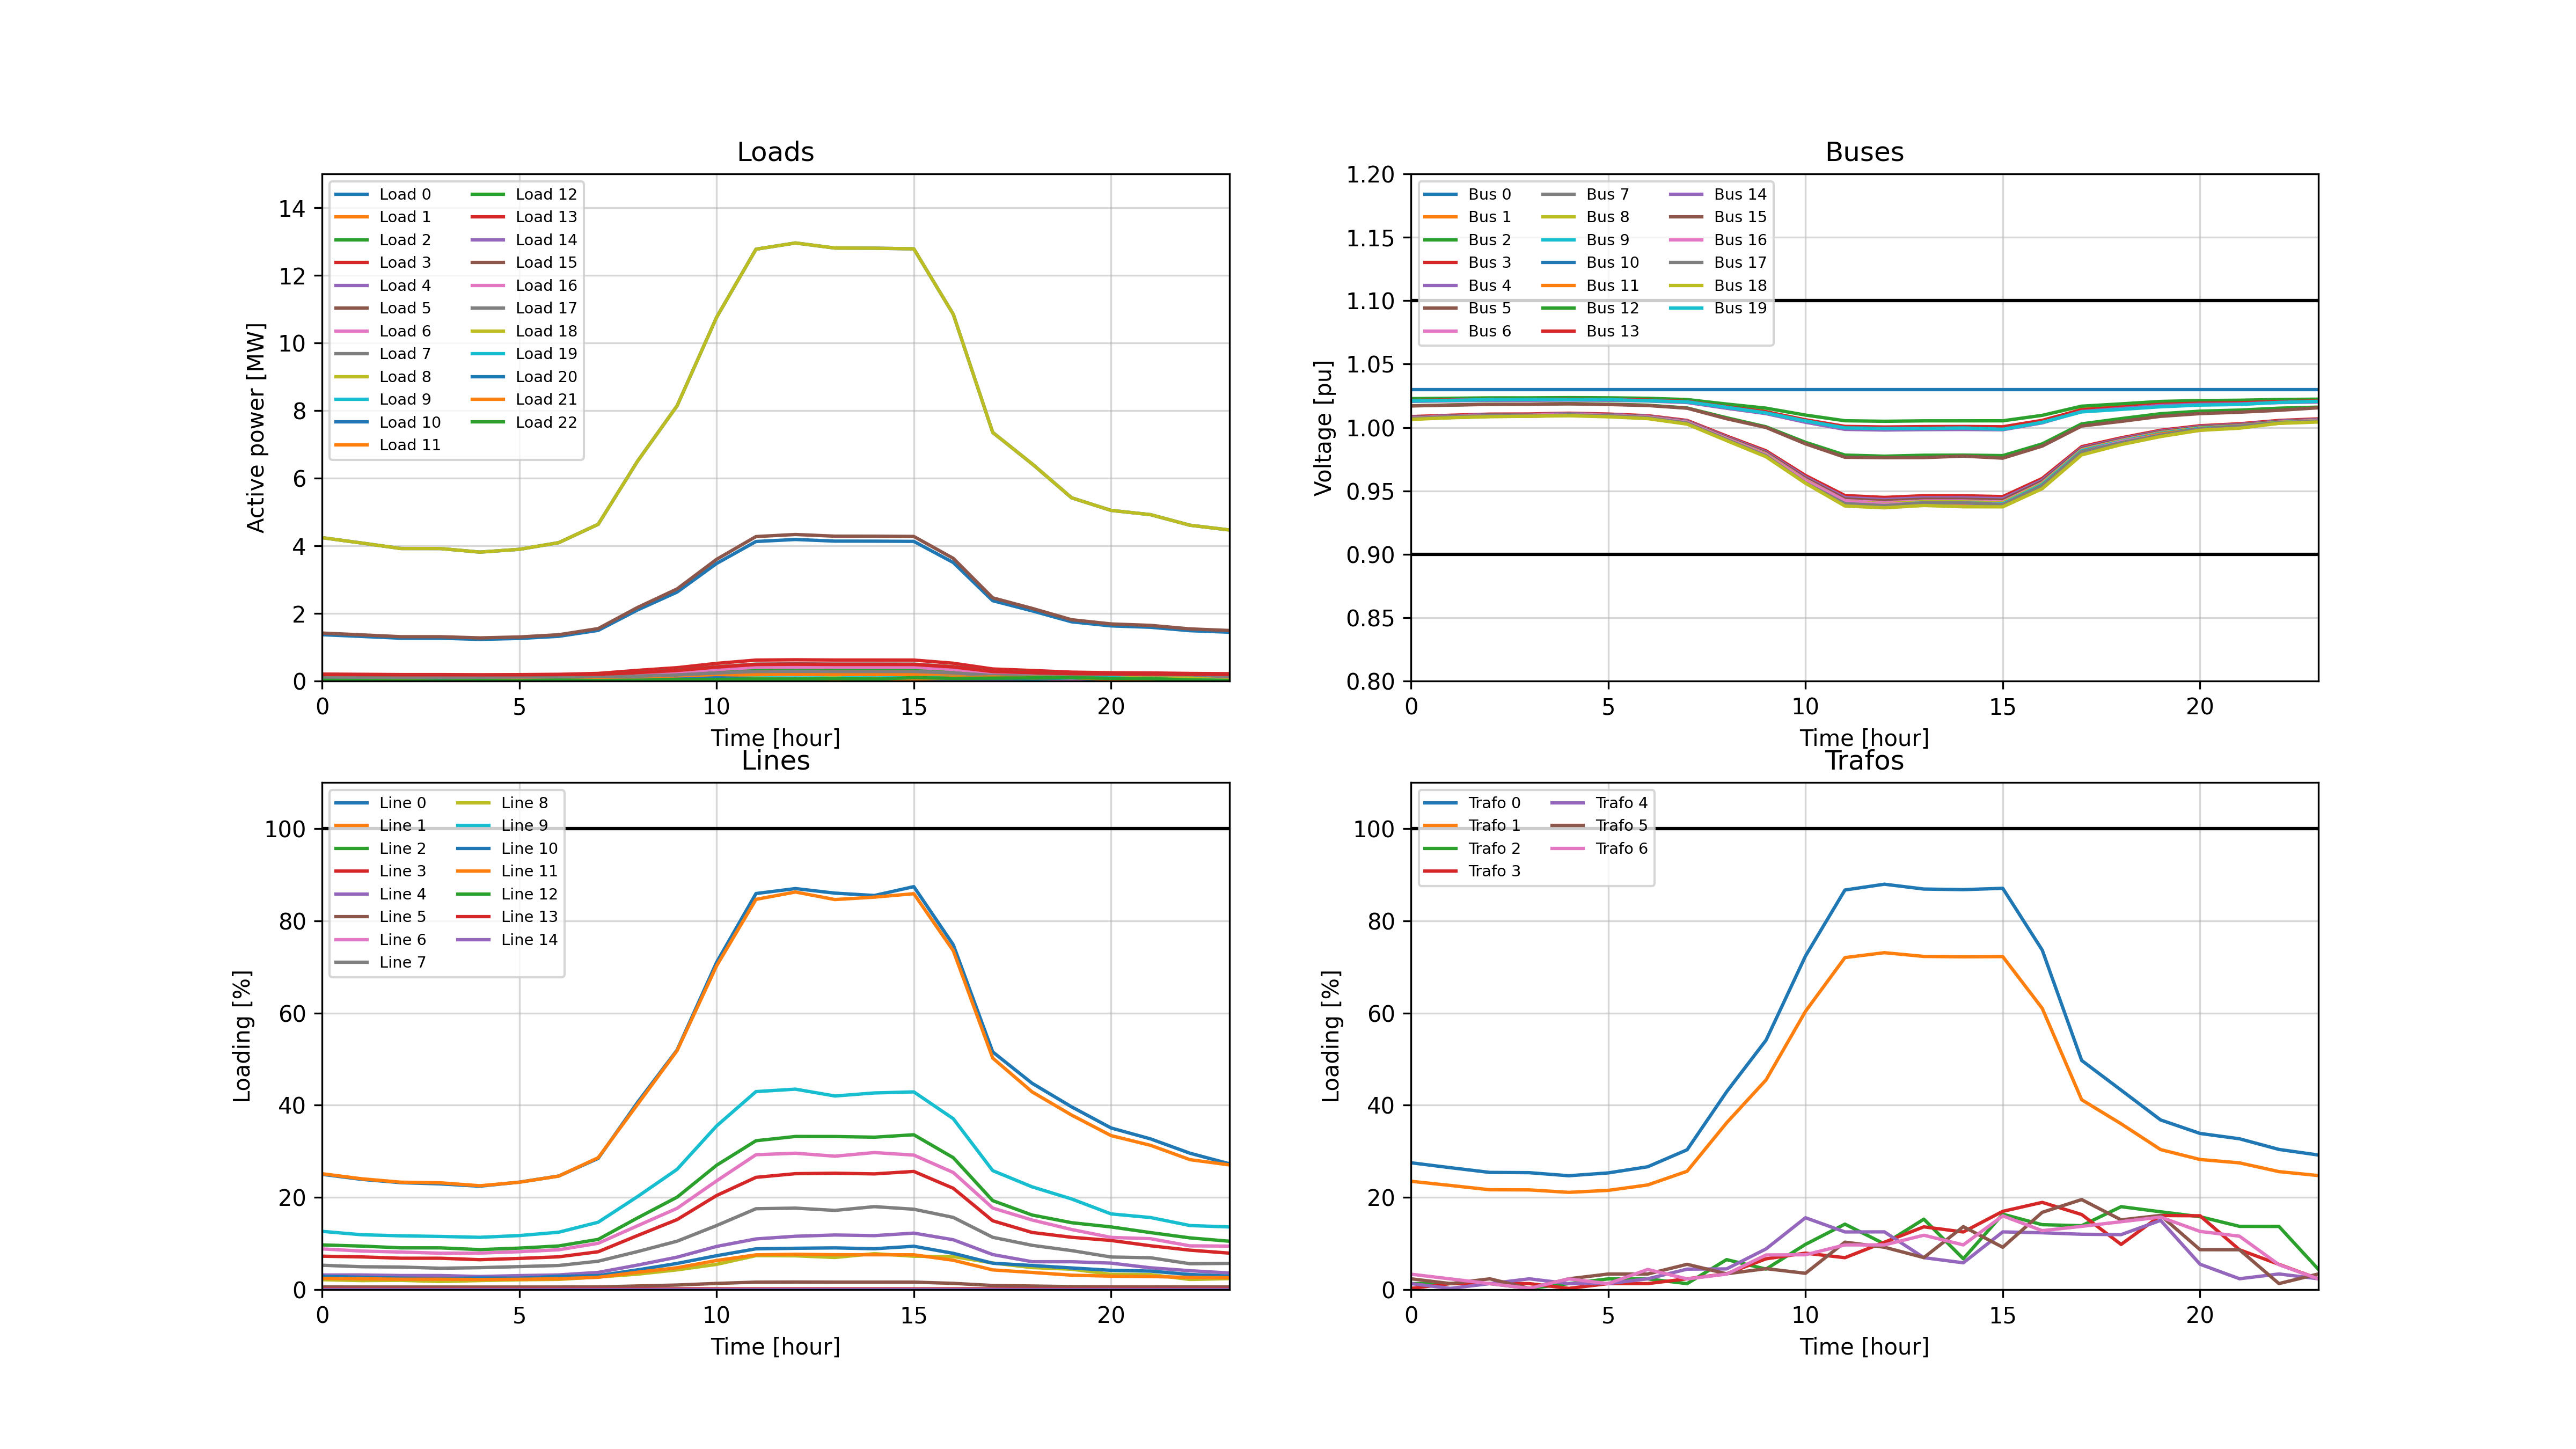 Loads
Active power [MW]
14
12
10
8
6
4
2
0
Load 0
Load 1
Load 2
Load 3
Load 4
Load 5
Load 6
Load 7
Load 8
Load 9
Load 10
Load 11
Load 12
Load 13
Load 14
Load 15
Load 16
Load 17
Load 18
Load 19
Load 20
Load 21
Load 22
0 5 10 15 20
Time [hour]
Buses
Voltage [pu]
1.20
1.15
1.10
1.05
1.00
0.95
0.90
0.85
0.80
Bus 0
Bus 1
Bus 2
Bus 3
Bus 4
Bus 5
Bus 6
Bus 7
Bus 8
Bus 9
Bus 10
Bus 11
Bus 12
Bus 13
Bus 14
Bus 15
Bus 16
Bus 17
Bus 18
Bus 19
0 5 10 15 20
Time [hour]
Lines
Loading [%]
100
80
60
40
20
0
Line 0
Line 1
Line 2
Line 3
Line 4
Line 5
Line 6
Line 7
Line 8
Line 9
Line 10
Line 11
Line 12
Line 13
Line 14
0 5 10 15 20
Time [hour]
Trafos
Loading [%]
100
80
60
40
20
0
Trafo 0
Trafo 1
Trafo 2
Trafo 3
Trafo 4
Trafo 5
Trafo 6
0 5 10 15 20
Time [hour]